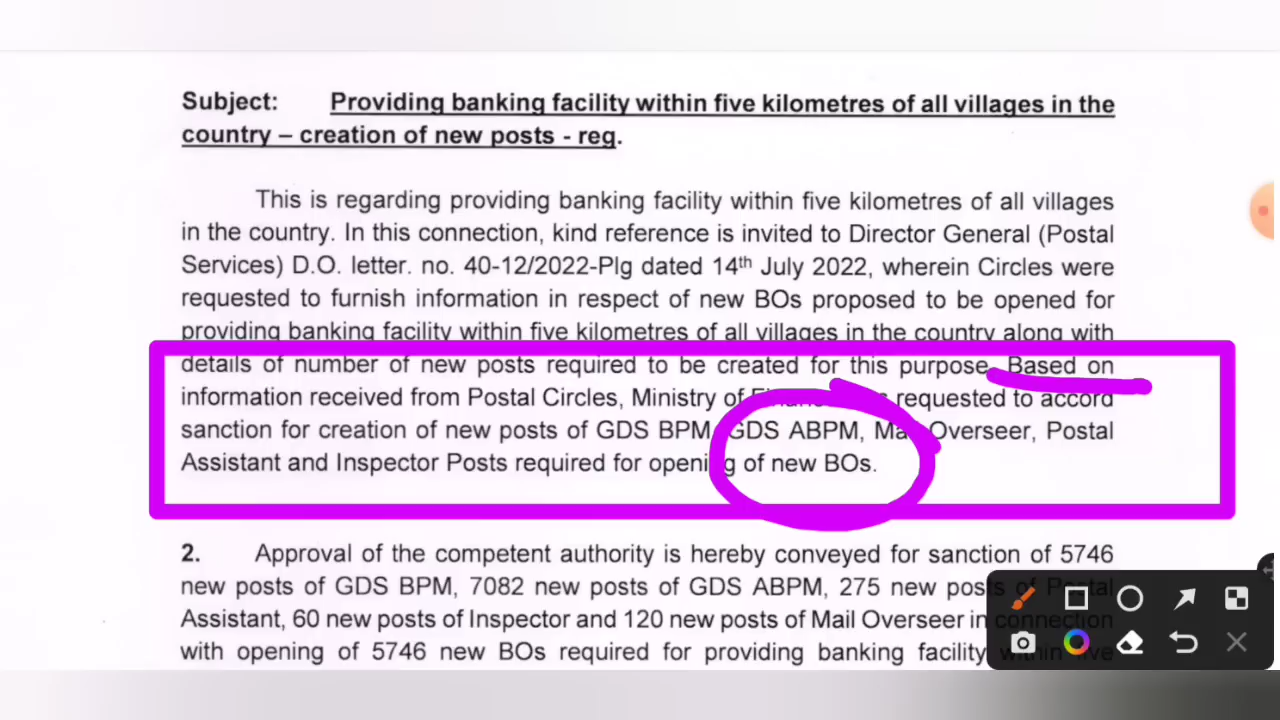 Subject: Providing banking facility within five kilometres of all villages in the
country – creation of new posts - reg.
This is regarding providing banking facility within five kilometres of all villages
in the country. In this connection, kind reference is invited to Director General (Postal
Services) D.O. letter. no. 40-12/2022-Plg dated 14th July 2022, wherein Circles were
requested to furnish information in respect of new BOs proposed to be opened for
providing banking facility within five kilometres of all villages in the country along with
details of number of new posts required to be created for this purpose. Based on
information received from Postal Circles, Ministry of requested to accord
sanction for creation of new posts of GDS BPM, GDS ABPM, Mail Overseer, Postal
Assistant and Inspector Posts required for opening of new BOs.
2. Approval of the competent authority is hereby conveyed for sanction of 5746
new posts of GDS BPM, 7082 new posts of GDS ABPM, 275 new posts of Postal
Assistant, 60 new posts of Inspector and 120 new posts of Mail Overseer in connection
with opening of 5746 new BOs required for providing banking facility within five